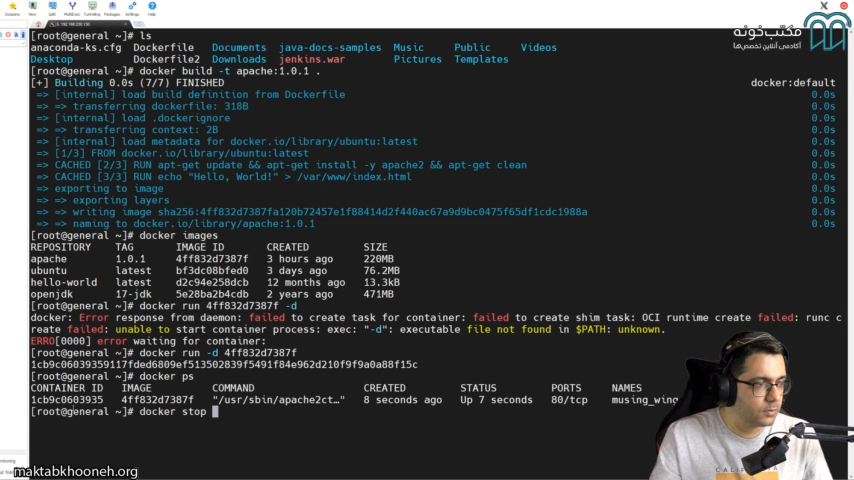 Sessions View Split MultiExec Tunneling Packages Settings Help
مکتب‌خونه
آکادمی آنلاین تخصصی‌ها
[root@general ~]# ls
anaconda-ks.cfg Dockerfile Documents java-docs-samples Music Public Videos
Desktop Dockerfile2 Downloads jenkins.war Pictures Templates
[root@general ~]# docker build -t apache:1.0.1 .
[+] Building 0.0s (7/7) FINISHED docker:default
=> [internal] load build definition from Dockerfile 0.0s
=> => transferring dockerfile: 318B 0.0s
=> [internal] load .dockerignore 0.0s
=> => transferring context: 2B 0.0s
=> [internal] load metadata for docker.io/library/ubuntu:latest 0.0s
=> [1/3] FROM docker.io/library/ubuntu:latest 0.0s
=> CACHED [2/3] RUN apt-get update && apt-get install -y apache2 && apt-get clean 0.0s
=> CACHED [3/3] RUN echo "Hello, World!" > /var/www/index.html 0.0s
=> exporting to image 0.0s
=> => exporting layers 0.0s
=> => writing image sha256:4ff832d7387fa120b72457e1f88414d2f440ac67a9d9bc0475f65df1cdc1988a 0.0s
=> => naming to docker.io/library/apache:1.0.1 0.0s
[root@general ~]# docker images
REPOSITORY TAG IMAGE ID CREATED SIZE
apache 1.0.1 4ff832d7387f 3 hours ago 220MB
ubuntu latest bf3dc08bfed0 3 days ago 76.2MB
hello-world latest d2c94e258dcb 12 months ago 13.3kB
openjdk 17-jdk 5e28ba2b4cdb 2 years ago 471MB
[root@general ~]# docker run 4ff832d7387f -d
docker: Error response from daemon: failed to create task for container: failed to create shim task: OCI runtime create failed: runc c
reate failed: unable to start container process: exec: "-d": executable file not found in $PATH: unknown.
ERRO[0000] error waiting for container:
[root@general ~]# docker run -d 4ff832d7387f
1cb9c06039359117fded6809ef513502839f5491f84e962d210f9f9a0a88f15c
[root@general ~]# docker ps
CONTAINER ID IMAGE COMMAND CREATED STATUS PORTS NAMES
1cb9c0603935 4ff832d7387f "/usr/sbin/apache2ct…" 8 seconds ago Up 7 seconds 80/tcp musing_wing
[root@general ~]# docker stop
maktabkhooneh.org